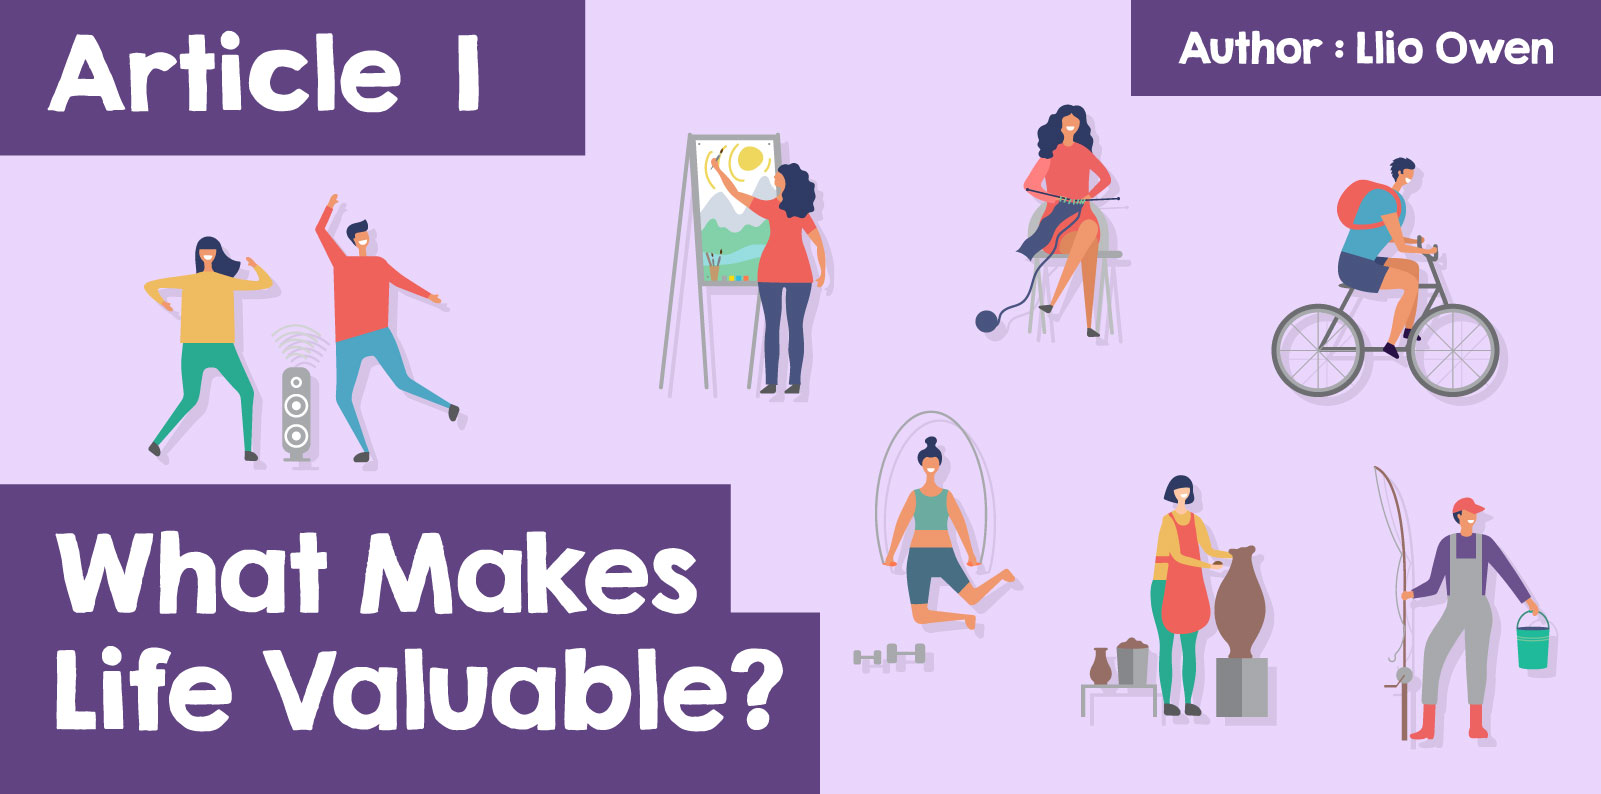 Article 1
Author : Llio Owen
What Makes
Life Valuable?